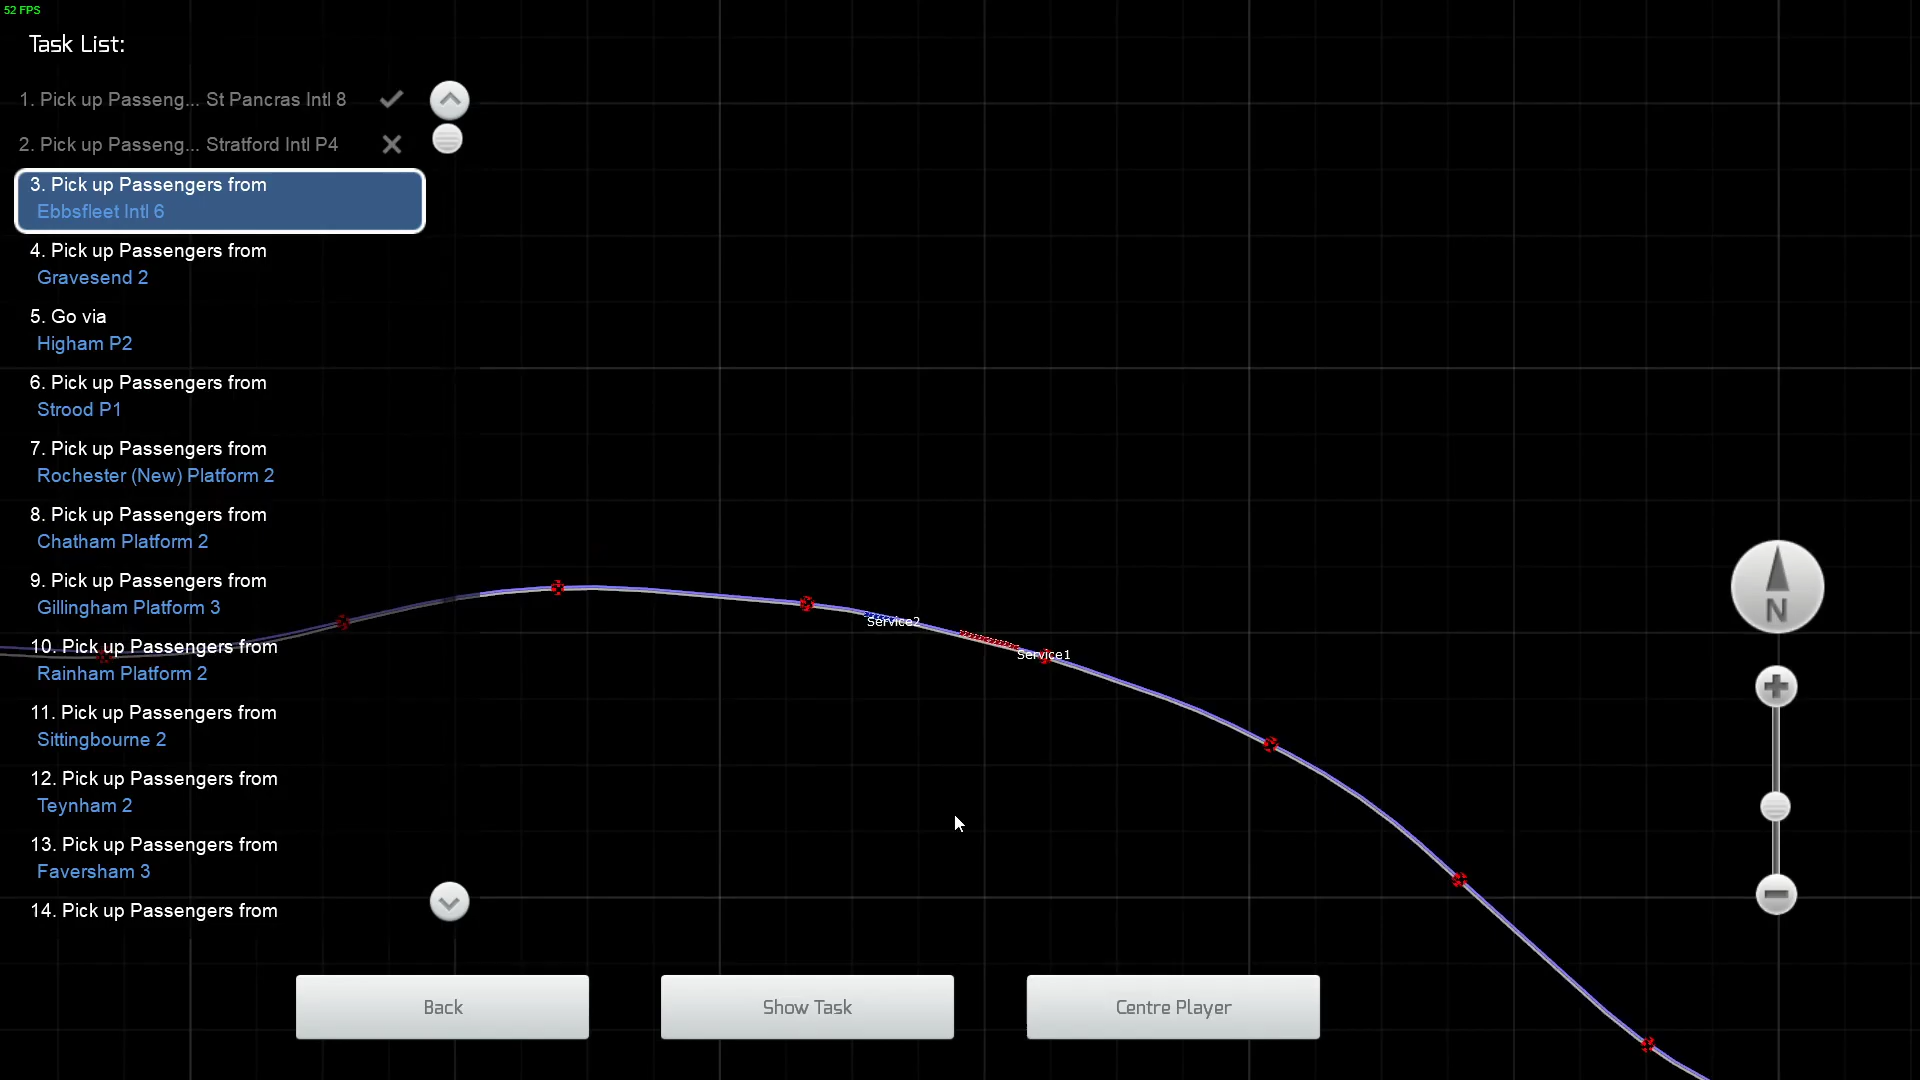 52 FPS
Task List:
1. Pick up Passeng... St Pancras Intl 8
2. Pick up Passeng... Stratford Intl P4
3. Pick up Passengers from
Ebbsfleet Intl 6
4. Pick up Passengers from
Gravesend 2
5. Go via
Higham P2
6. Pick up Passengers from
Strood P1
7. Pick up Passengers from
Rochester (New) Platform 2
8. Pick up Passengers from
Chatham Platform 2
9. Pick up Passengers from
Gillingham Platform 3
10. Pick up Passengers from
Rainham Platform 2
11. Pick up Passengers from
Sittingbourne 2
12. Pick up Passengers from
Teynham 2
13. Pick up Passengers from
Faversham 3
14. Pick up Passengers from
Service2
Service1
N
Back
Show Task
Centre Player